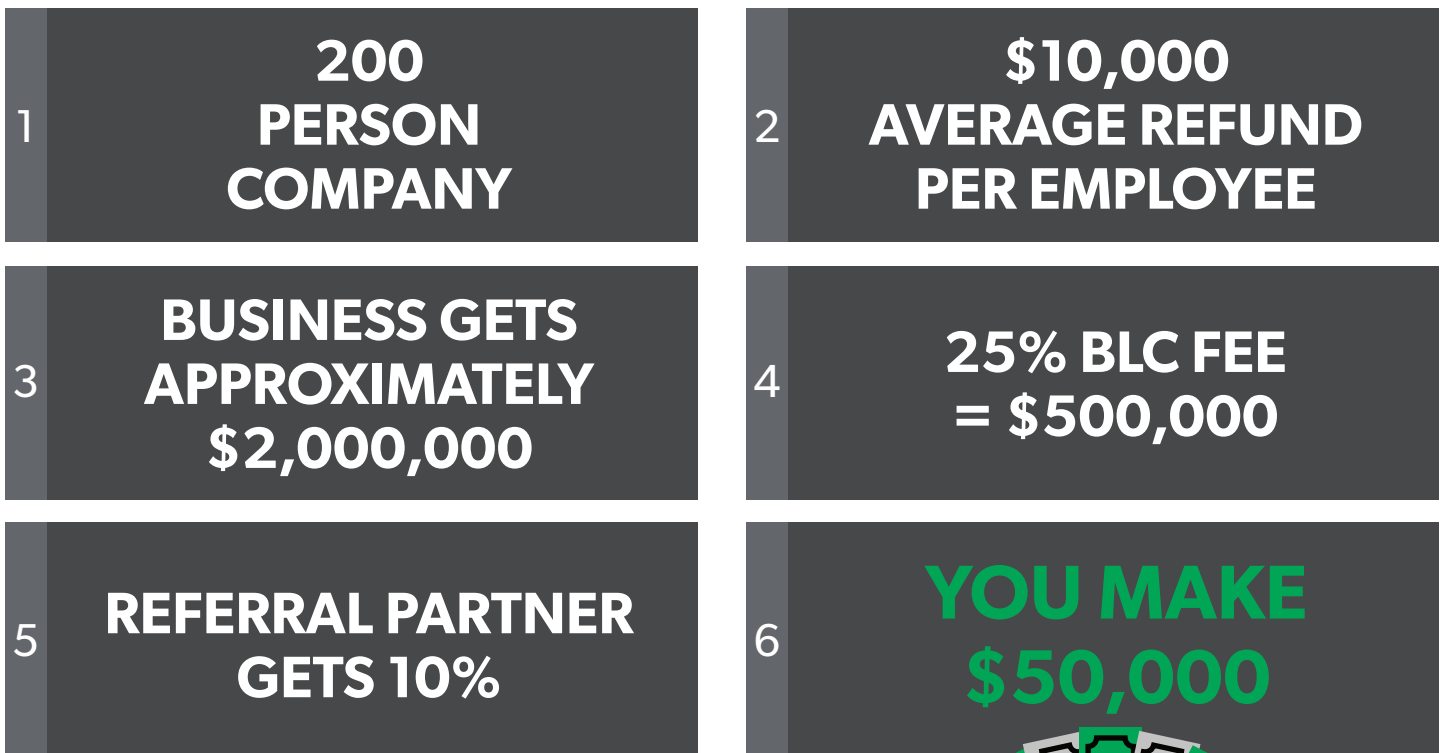 1
200
PERSON
COMPANY
2
$10,000
AVERAGE REFUND
PER EMPLOYEE
3
BUSINESS GETS
APPROXIMATELY
$2,000,000
4
25% BLC FEE
= $500,000
5
REFERRAL PARTNER
GETS 10%
6
YOU MAKE
$50,000